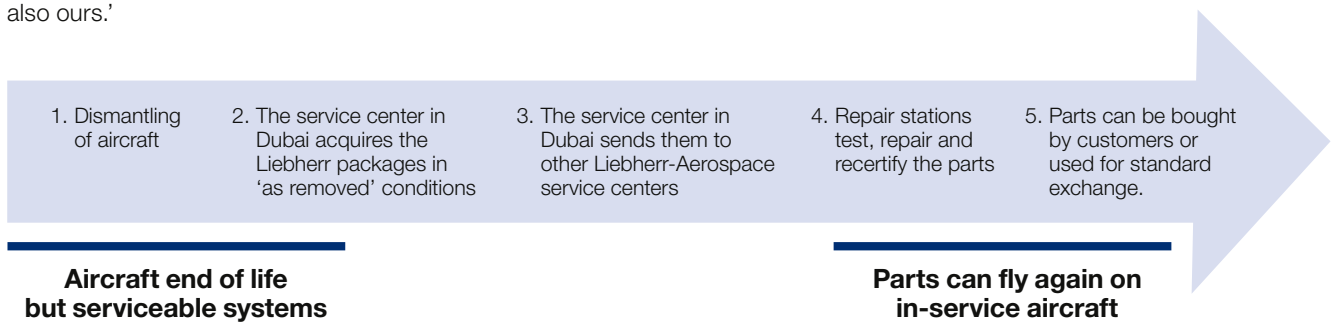 also ours.’
1. Dismantling
of aircraft
2. The service center in
Dubai acquires the
Liebherr packages in
‘as removed’ conditions
3. The service center in
Dubai sends them to
other Liebherr-Aerospace
service centers
4. Repair stations
test, repair and
recertify the parts
5. Parts can be bought
by customers or
used for standard
exchange.
Aircraft end of life
but serviceable systems
Parts can fly again on
in-service aircraft